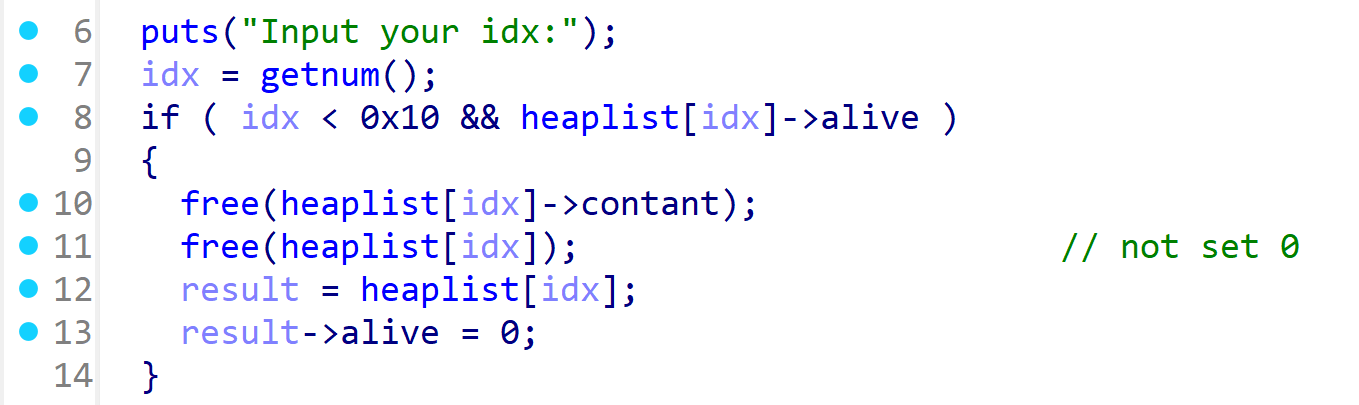 6 puts("Input your idx:");
7 idx = getnum();
8 if ( idx < 0x10 && heaplist[idx]->alive )
9 {
10 free(heaplist[idx]->contant);
11 free(heaplist[idx]); // not set 0
12 result = heaplist[idx];
13 result->alive = 0;
14 }